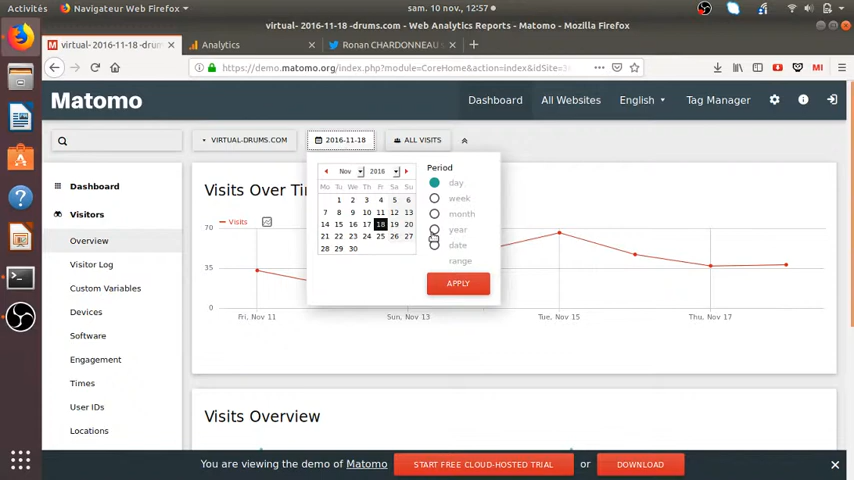 Activités
Navigateur Web Firefox
sam. 10 nov., 12:57
virtual- 2016-11-18 -drums.com - Web Analytics Reports - Matomo - Mozilla Firefox
virtual- 2016-11-18 -drum
Analytics
Ronan CHARDONNEAU
https://demo.matomo.org/index.php?module=CoreHome&action=index&idSite=3
Matomo
Dashboard
All Websites
English
Tag Manager
VIRTUAL-DRUMS.COM
2016-11-18
ALL VISITS
Dashboard
Visitors
Overview
Visitor Log
Custom Variables
Devices
Software
Engagement
Times
User IDs
Locations
Visits Over Ti
Visits
70
35
0
Fri, Nov 11
Sun, Nov 13
Tue, Nov 15
Thu, Nov 17
Nov 2016
Mo Tu We Th Fr Sa Su
1 2 3 4 5 6
7 8 9 10 11 12 13
14 15 16 17 18 19 20
21 22 23 24 25 26 27
28 29 30
Period
day
week
month
year
date
range
APPLY
Visits Overview
You are viewing the demo of Matomo
START FREE CLOUD-HOSTED TRIAL
or
DOWNLOAD